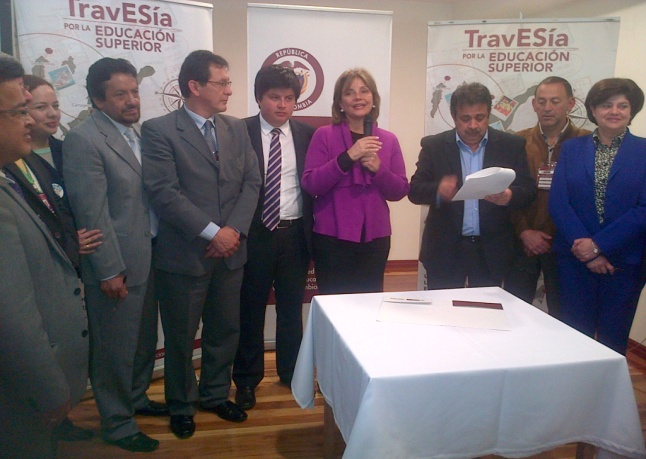 TravESía
POR LA EDUCACIÓN
SUPERIOR
REPÚBLICA
COLOMBIA
TravESía
POR LA EDUCACIÓN
SUPERIOR